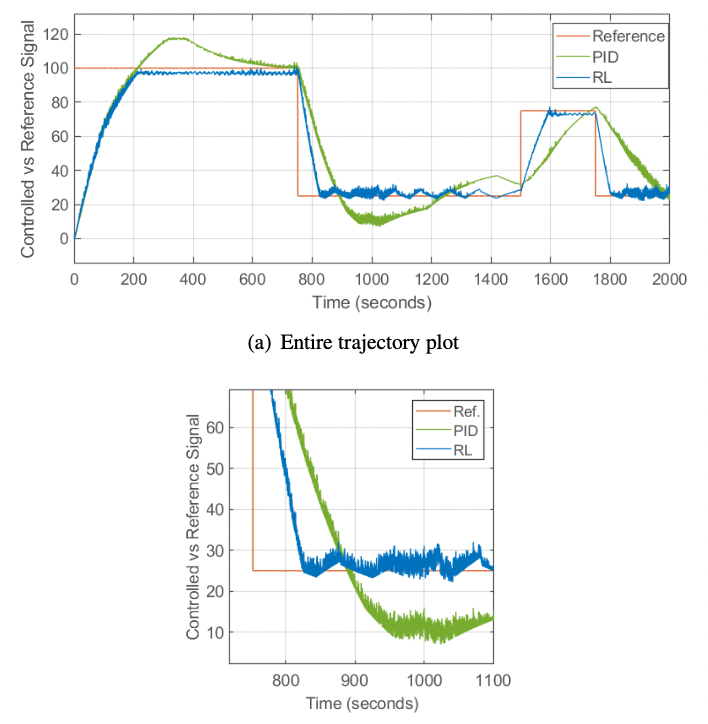 Controlled vs Reference Signal
120
100
80
60
40
20
0
Reference
PID
RL
0 200 400 600 800 1000 1200 1400 1600 1800 2000
Time (seconds)
(a) Entire trajectory plot
Controlled vs Reference Signal
60
50
40
30
20
10
Ref.
PID
RL
800 900 1000 1100
Time (seconds)